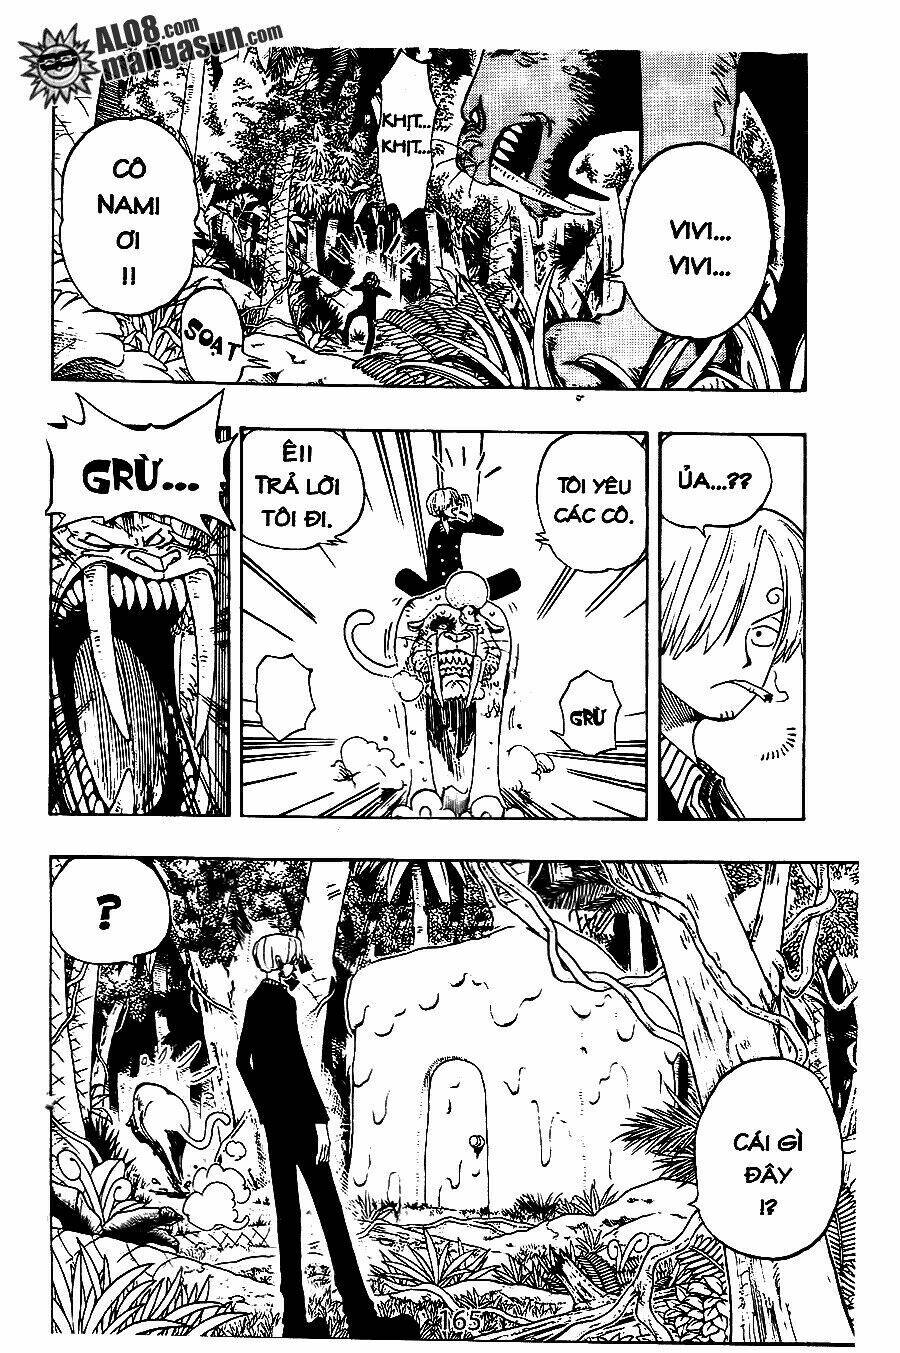 ALO8.com
mangasun.com
KHỊT...
KHỊT...
VIVI...
VIVI...
CÔ
NAMI
ƠI
!!
SOẠT
ỦA...??
TÔI YÊU
CÁC CÔ.
Ê!!
TRẢ LỜI
TÔI ĐI.
GRỪ
GRỪ...
?
CÁI GÌ
ĐÂY
!?
165